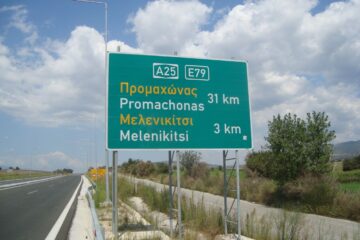 A25 E79
Προμαχώνας
Promachonas 31 km
Μελενικίτσι
Melenikitsi 3 km